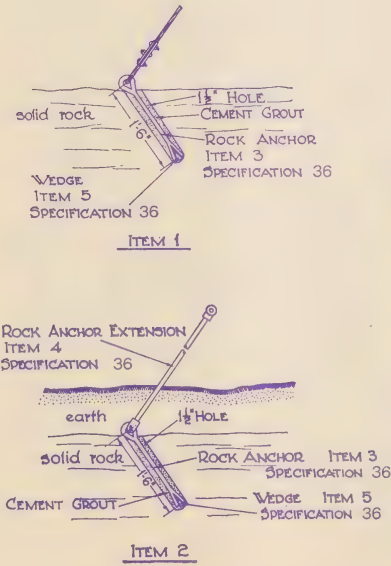 1½" HOLE
solid rock
CEMENT GROUT
1'-6"
ROCK ANCHOR
ITEM 3
SPECIFICATION 36
WEDGE
ITEM 5
SPECIFICATION 36
ITEM 1
ROCK ANCHOR EXTENSION
ITEM 4
SPECIFICATION 36
earth
1½" HOLE
solid rock
ROCK ANCHOR ITEM 3
SPECIFICATION 36
1'-6"
CEMENT GROUT
WEDGE ITEM 5
SPECIFICATION 36
ITEM 2